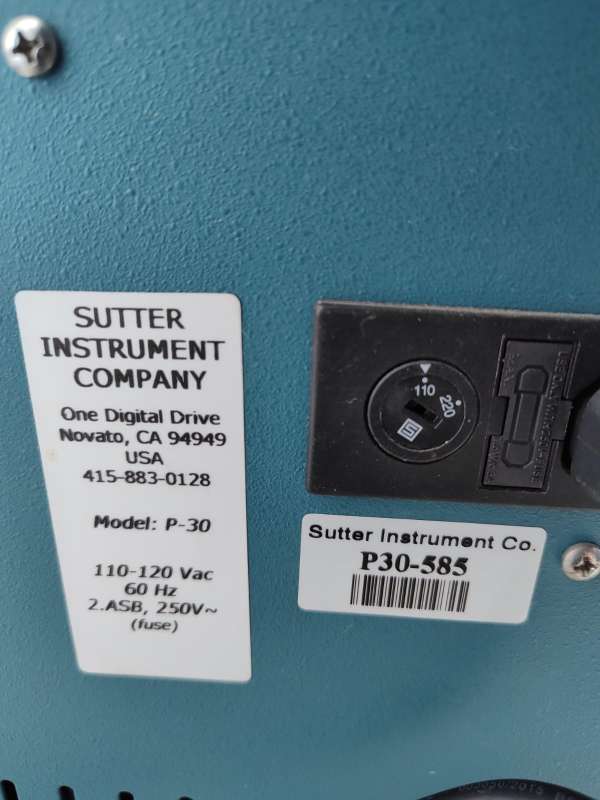 SUTTER
INSTRUMENT
COMPANY
One Digital Drive
Novato, CA 94949
USA
415-883-0128
Model: P-30
110-120 Vac
60 Hz
2.ASB, 250V~
(fuse)
110
220
Sutter Instrument Co.
P30-585